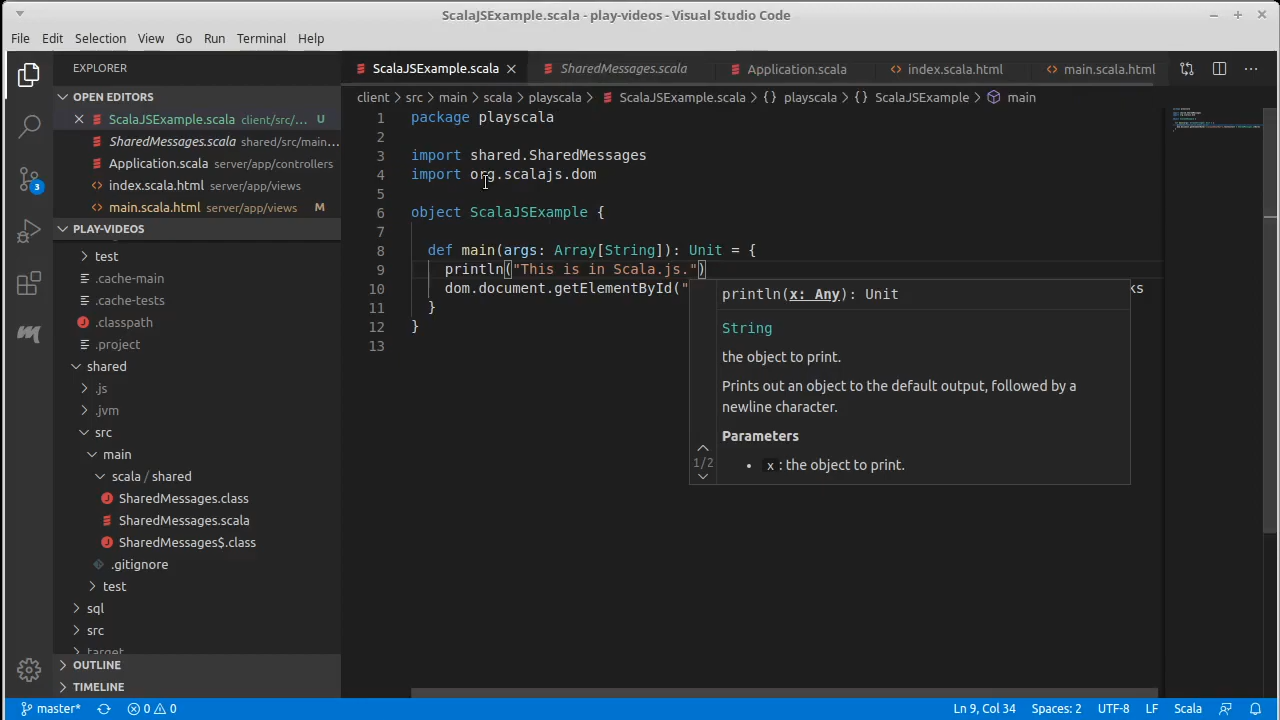 ScalaJSExample.scala - play-videos - Visual Studio Code
File Edit Selection View Go Run Terminal Help
EXPLORER
OPEN EDITORS
ScalaJSExample.scala client/src/... U
SharedMessages.scala shared/src/main...
Application.scala server/app/controllers
index.scala.html server/app/views
main.scala.html server/app/views M
PLAY-VIDEOS
test
.cache-main
.cache-tests
.classpath
.project
shared
.js
.jvm
src
main
scala / shared
SharedMessages.class
SharedMessages.scala
SharedMessages$.class
.gitignore
test
sql
src
target
OUTLINE
TIMELINE
3
ScalaJSExample.scala SharedMessages.scala Application.scala index.scala.html main.scala.html
client > src > main > scala > playscala > ScalaJSExample.scala > {} playscala > {} ScalaJSExample > main
1 package playscala
2
3 import shared.SharedMessages
4 import org.scalajs.dom
5
6 object ScalaJSExample {
7
8 def main(args: Array[String]): Unit = {
9 println("This is in Scala.js.")
10 dom.document.getElementById(" ks
11 }
12 }
13
println(x: Any): Unit
String
the object to print.
Prints out an object to the default output, followed by a
newline character.
Parameters
• x : the object to print.
1/2
master* 0 0 Ln 9, Col 34 Spaces: 2 UTF-8 LF Scala